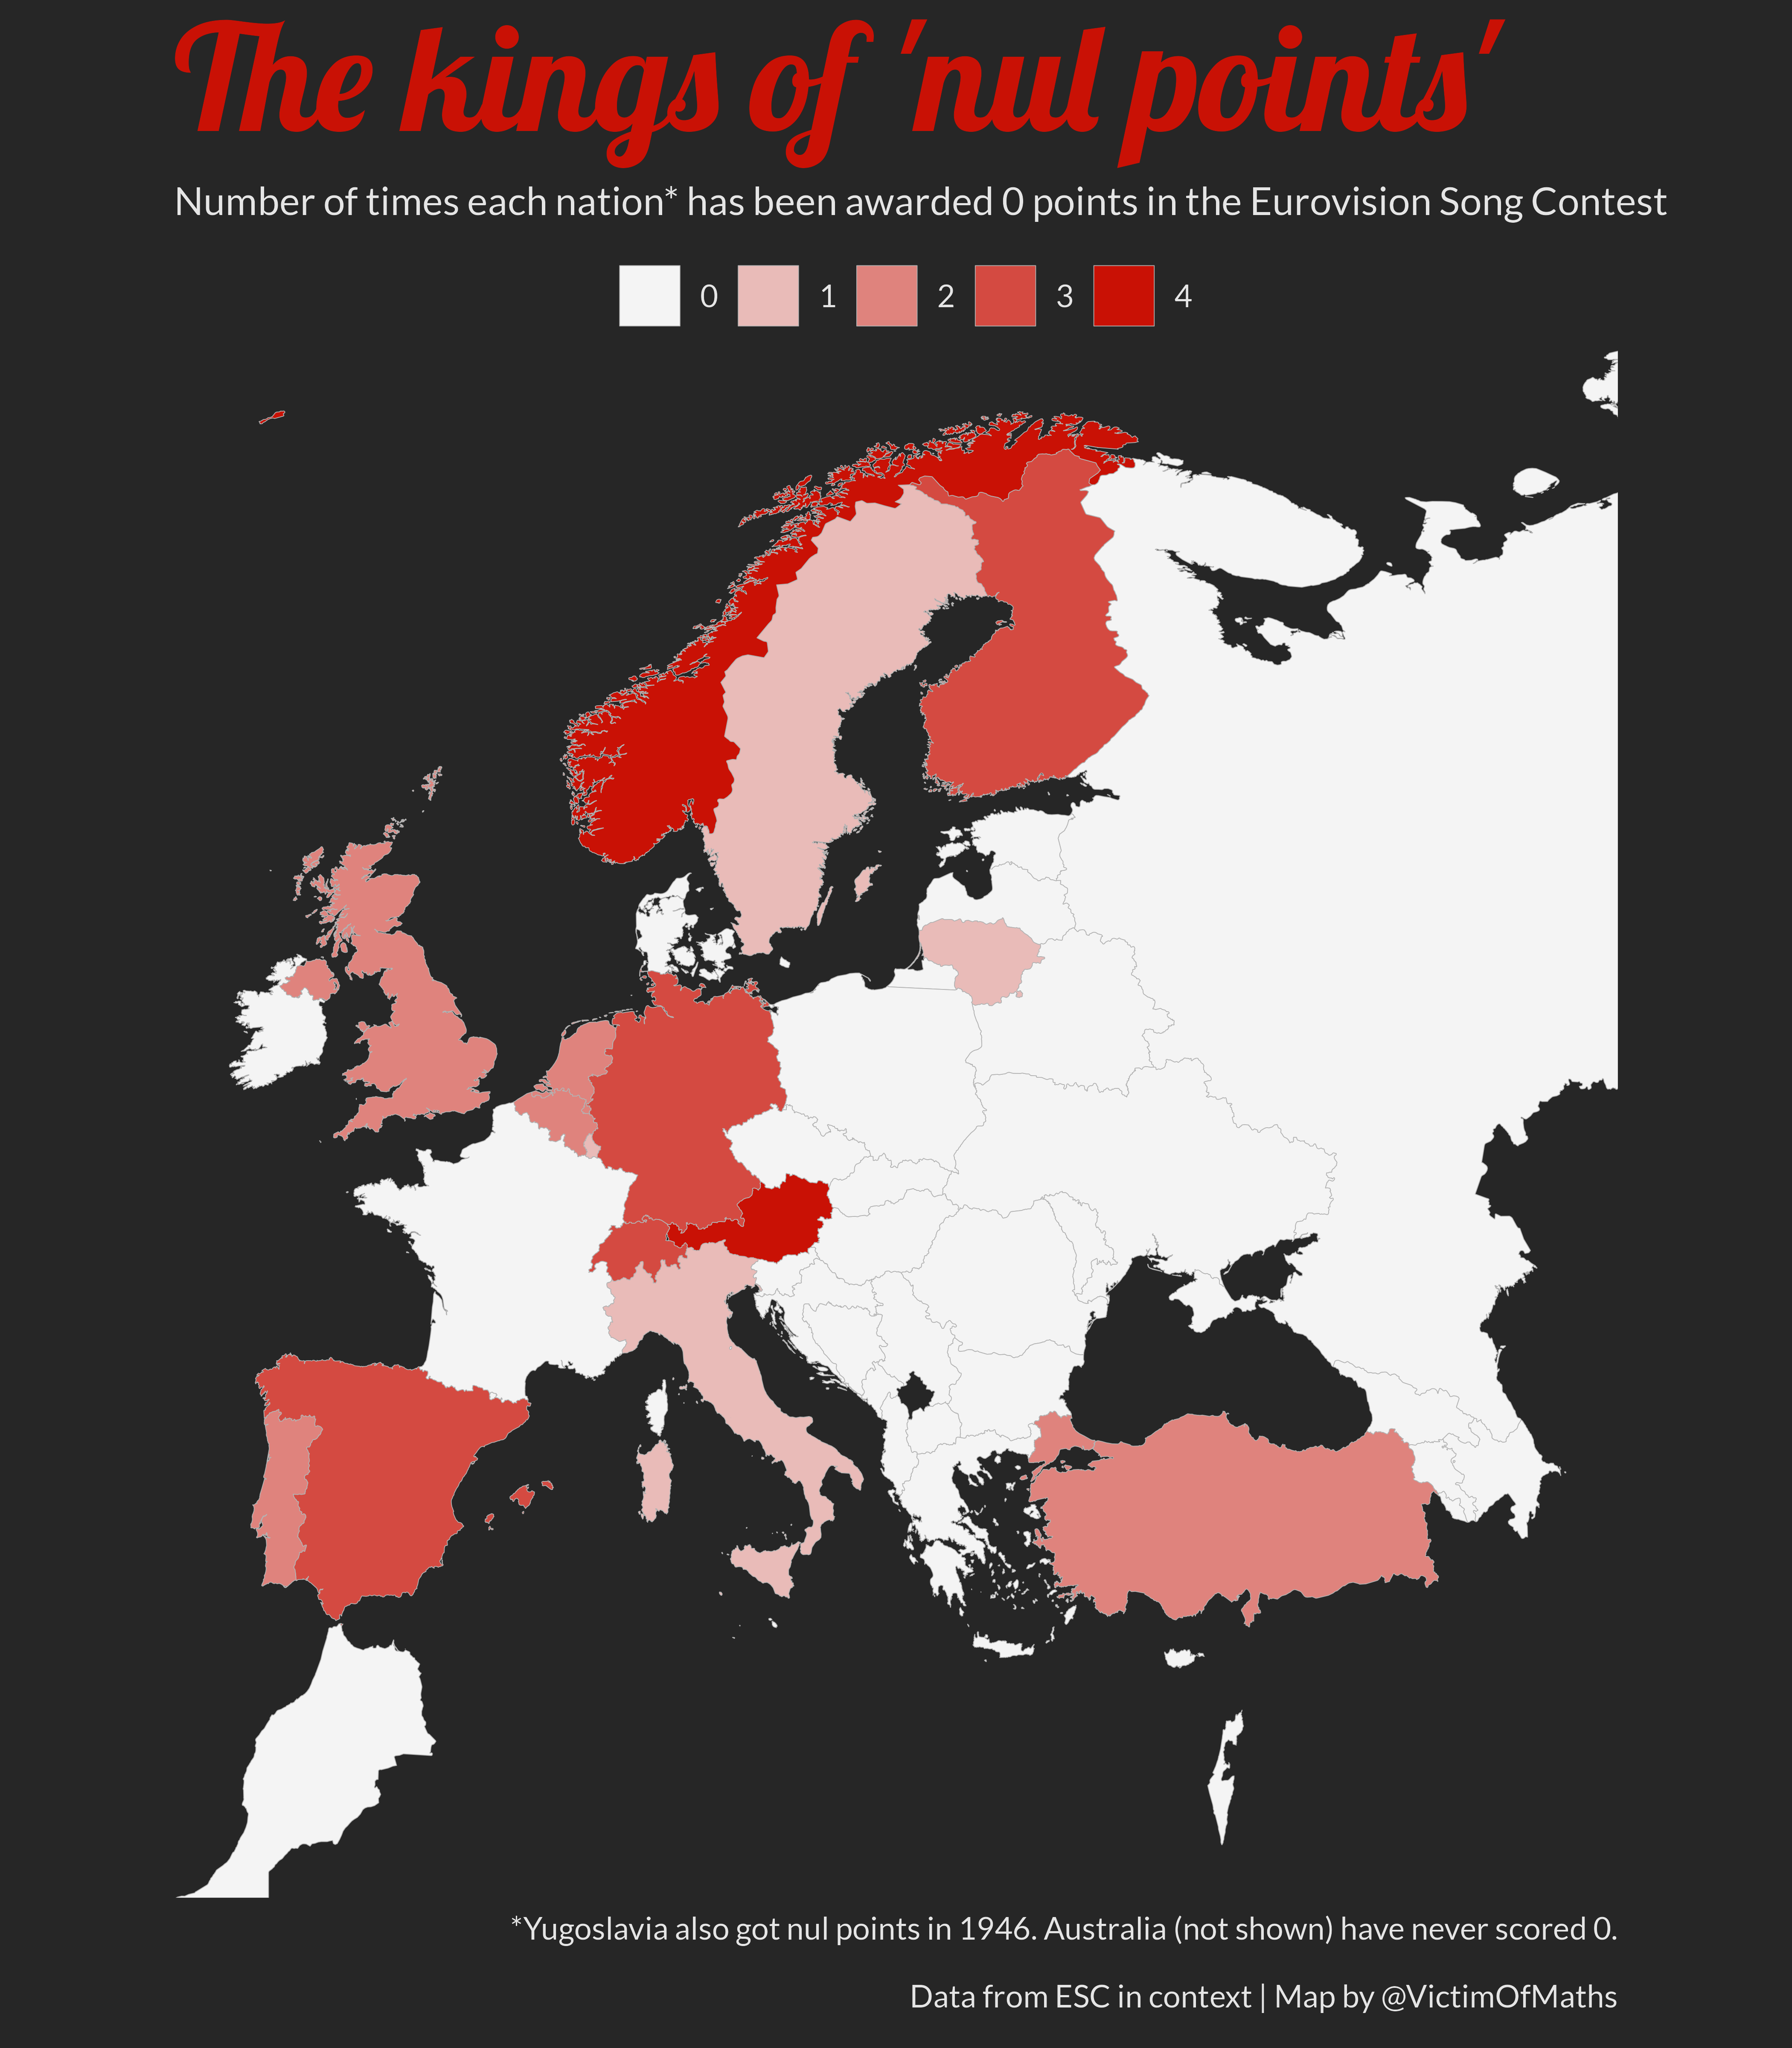 The kings of 'nul points'
Number of times each nation* has been awarded 0 points in the Eurovision Song Contest
0 1 2 3 4
*Yugoslavia also got nul points in 1946. Australia (not shown) have never scored 0.
Data from ESC in context | Map by @VictimOfMaths